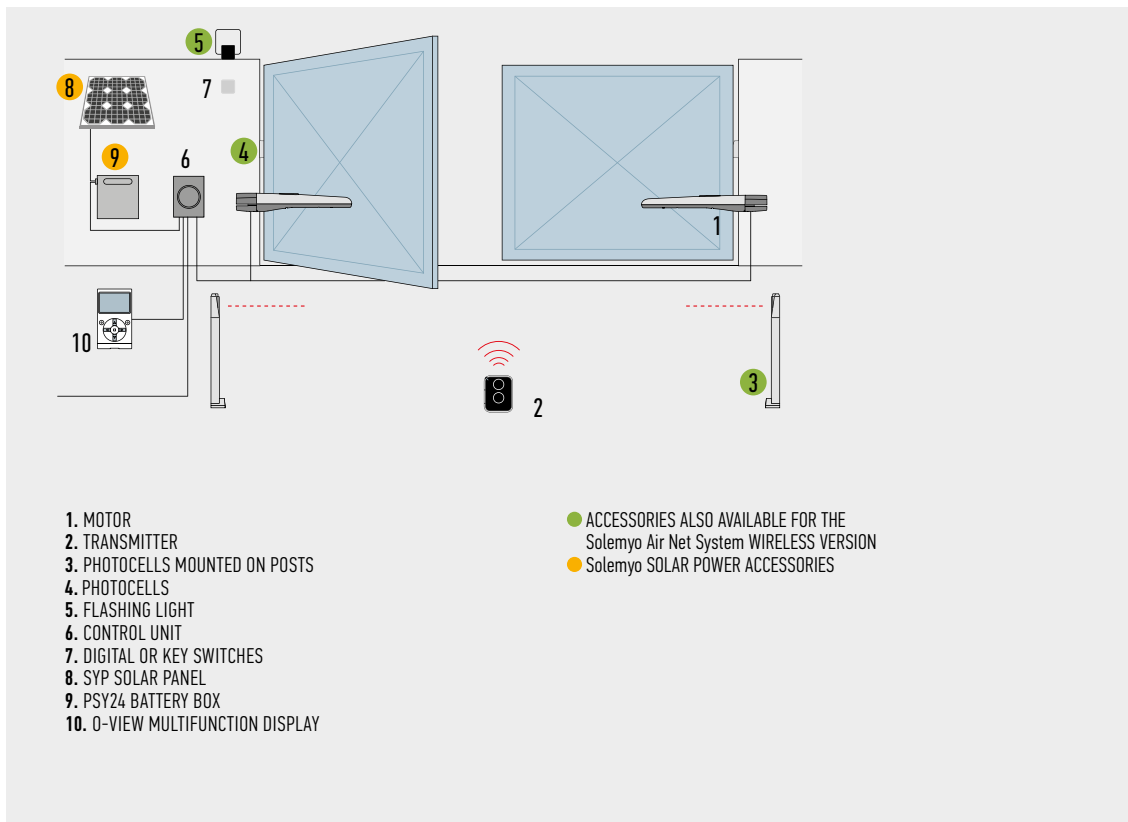 5
8
7
9
6
4
1
10
3
2
1. MOTOR
2. TRANSMITTER
3. PHOTOCELLS MOUNTED ON POSTS
4. PHOTOCELLS
5. FLASHING LIGHT
6. CONTROL UNIT
7. DIGITAL OR KEY SWITCHES
8. SYP SOLAR PANEL
9. PSY24 BATTERY BOX
10. O-VIEW MULTIFUNCTION DISPLAY
ACCESSORIES ALSO AVAILABLE FOR THE
Solemyo Air Net System WIRELESS VERSION
Solemyo SOLAR POWER ACCESSORIES